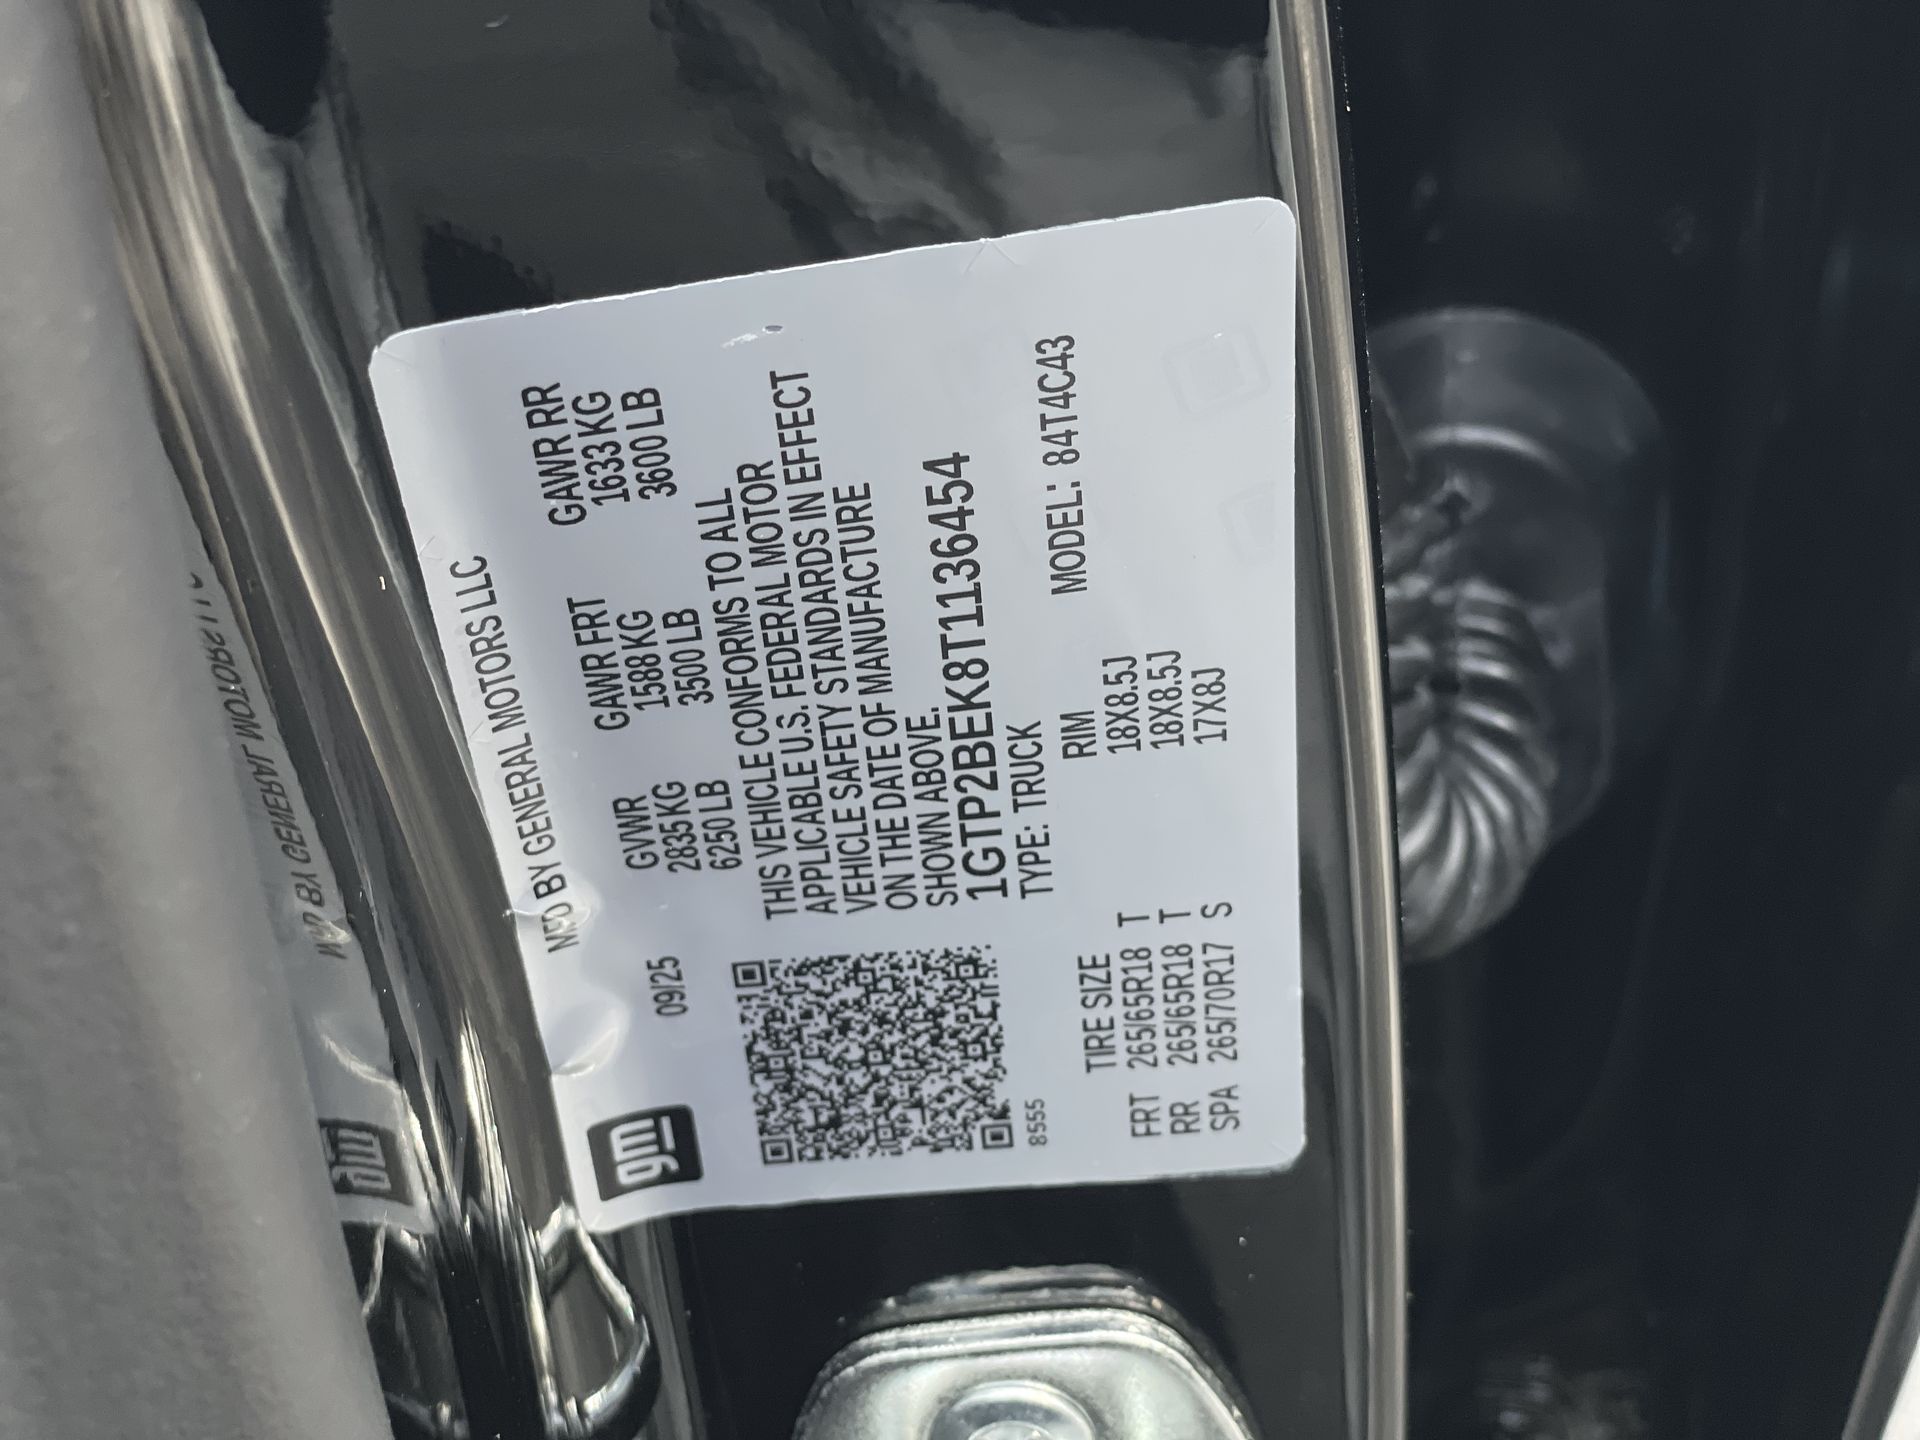 gm
MFD BY GENERAL MOTORS LLC
09/25
GVWR GAWR FRT GAWR RR
2835 KG 1588 KG 1633 KG
6250 LB 3500 LB 3600 LB
THIS VEHICLE CONFORMS TO ALL
APPLICABLE U.S. FEDERAL MOTOR
VEHICLE SAFETY STANDARDS IN EFFECT
ON THE DATE OF MANUFACTURE
SHOWN ABOVE.
1GTP2BEK8T1136454
8555
TYPE: TRUCK MODEL: 84T4C43
TIRE SIZE RIM
FRT 265/65R18 T 18X8.5J
RR 265/65R18 T 18X8.5J
SPA 265/70R17 S 17X8J